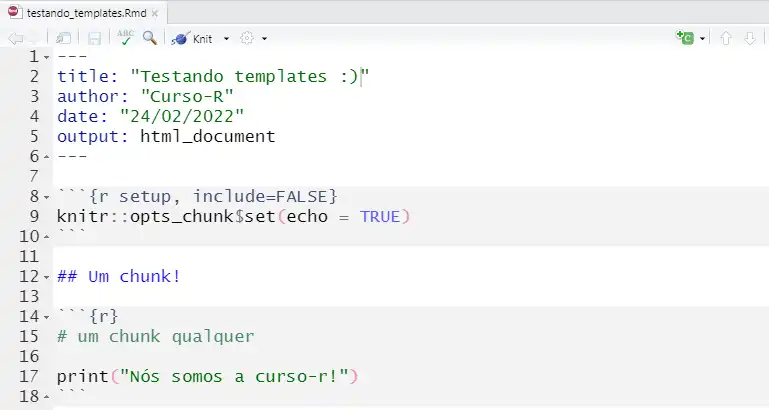 testando_templates.Rmd
ABC Knit
1 ---
2 title: "Testando templates :)"
3 author: "Curso-R"
4 date: "24/02/2022"
5 output: html_document
6 ---
7
8 ```{r setup, include=FALSE}
9 knitr::opts_chunk$set(echo = TRUE)
10 ```
11
12 ## Um chunk!
13
14 ```{r}
15 # um chunk qualquer
16
17 print("Nós somos a curso-r!")
18 ```